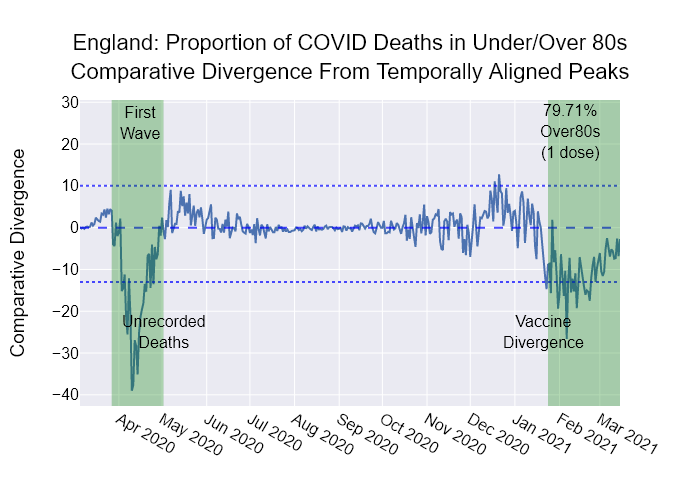 England: Proportion of COVID Deaths in Under/Over 80s
Comparative Divergence From Temporally Aligned Peaks
Comparative Divergence
30
20
10
0
−10
−20
−30
−40
First
Wave
79.71%
Over80s
(1 dose)
Unrecorded
Deaths
Vaccine
Divergence
Apr 2020
May 2020
Jun 2020
Jul 2020
Aug 2020
Sep 2020
Oct 2020
Nov 2020
Dec 2020
Jan 2021
Feb 2021
Mar 2021